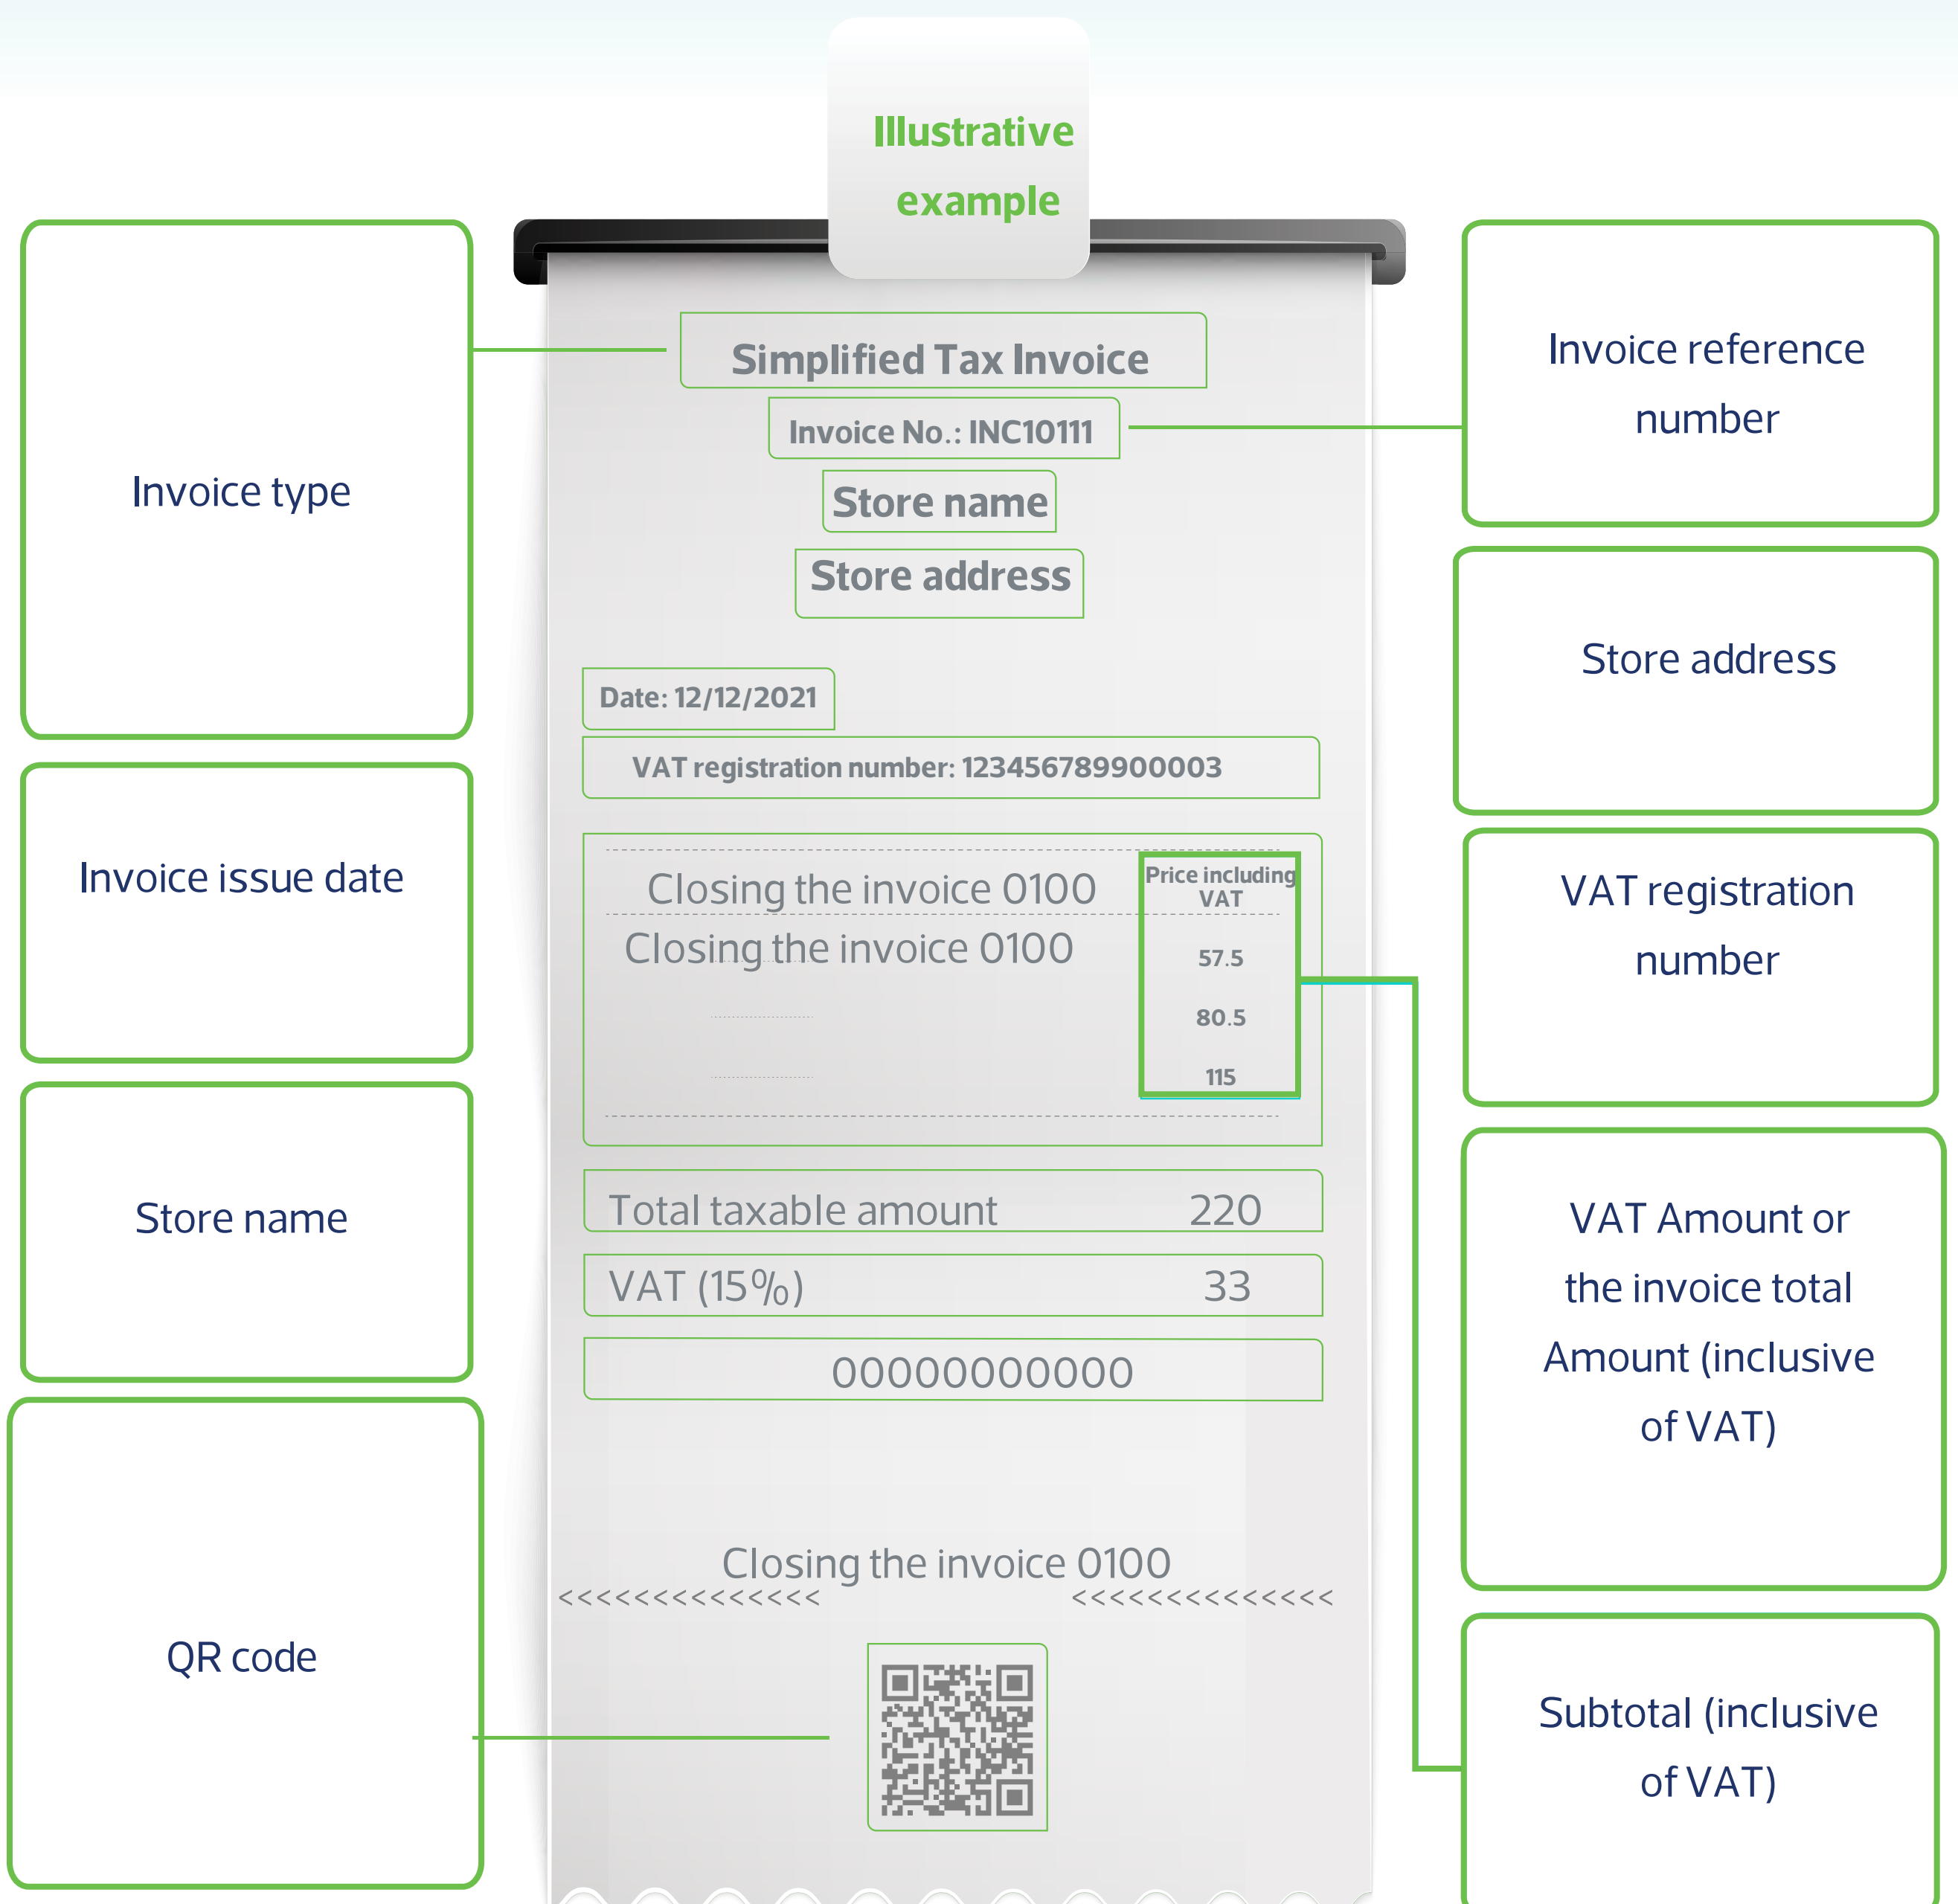 Illustrative
example
Simplified Tax Invoice
Invoice No.: INC10111
Store name
Store address
Date: 12/12/2021
VAT registration number: 123456789900003
Closing the invoice 0100
Price including
VAT
Closing the invoice 0100
57.5
80.5
115
Total taxable amount 220
VAT (15%) 33
00000000000
Closing the invoice 0100
<<<<<<<<<<<<<< <<<<<<<<<<<<<<
Invoice type
Invoice issue date
Store name
QR code
Invoice reference
number
Store address
VAT registration
number
VAT Amount or
the invoice total
Amount (inclusive
of VAT)
Subtotal (inclusive
of VAT)